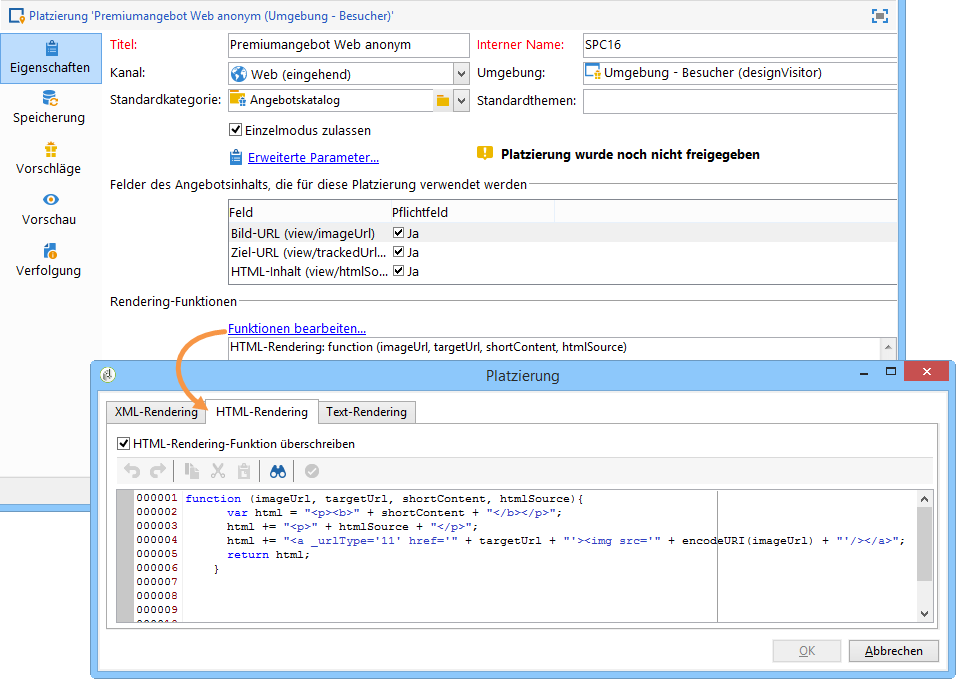 Platzierung 'Premiumangebot Web anonym (Umgebung - Besucher)'
Eigenschaften
Speicherung
Vorschläge
Vorschau
Verfolgung
Titel: Premiumangebot Web anonym Interner Name: SPC16
Kanal: Web (eingehend) Umgebung: Umgebung - Besucher (designVisitor)
Standardkategorie: Angebotskatalog Standardthemen:
Einzelmodus zulassen
Erweiterte Parameter... Platzierung wurde noch nicht freigegeben
Felder des Angebotsinhalts, die für diese Platzierung verwendet werden
Feld Pflichtfeld
Bild-URL (view/imageUrl) Ja
Ziel-URL (view/trackedUrl... Ja
HTML-Inhalt (view/htmlSo... Ja
Rendering-Funktionen
Funktionen bearbeiten...
HTML-Rendering: function (imageUrl, targetUrl, shortContent, htmlSource)
Platzierung
XML-Rendering HTML-Rendering Text-Rendering
HTML-Rendering-Funktion überschreiben
000001 function (imageUrl, targetUrl, shortContent, htmlSource){
000002 var html = "<p><b>" + shortContent + "</b></p>";
000003 html += "<p>" + htmlSource + "</p>";
000004 html += "<a _urlType='11' href='" + targetUrl + "'><img src='" + encodeURI(imageUrl) + "'/></a>";
000005 return html;
000006 }
000007
000008
000009
OK Abbrechen